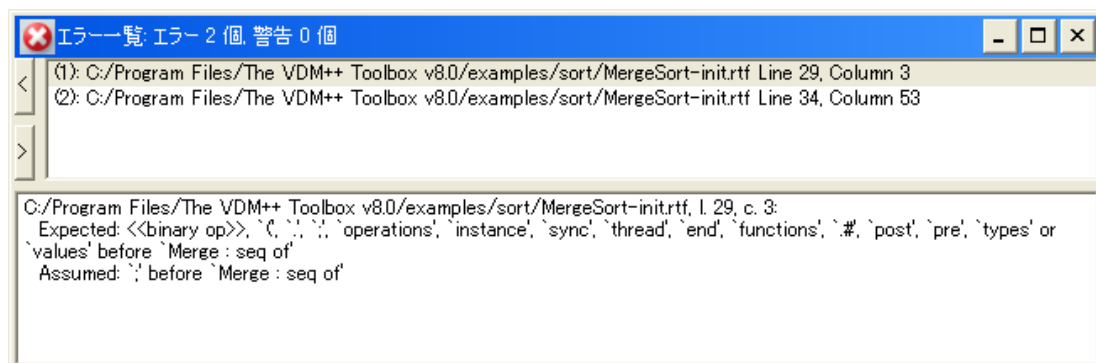 エラー一覧: エラー 2 個, 警告 0 個
(1): C:/Program Files/The VDM++ Toolbox v8.0/examples/sort/MergeSort-init.rtf Line 29, Column 3
(2): C:/Program Files/The VDM++ Toolbox v8.0/examples/sort/MergeSort-init.rtf Line 34, Column 53
C:/Program Files/The VDM++ Toolbox v8.0/examples/sort/MergeSort-init.rtf, l. 29, c. 3:
Expected: <<binary op>>, `(', `.', `;', `operations', `instance', `sync', `thread', `end', `functions', `.#', `post', `pre', `types' or
`values' before `Merge : seq of'
Assumed: `;' before `Merge : seq of'